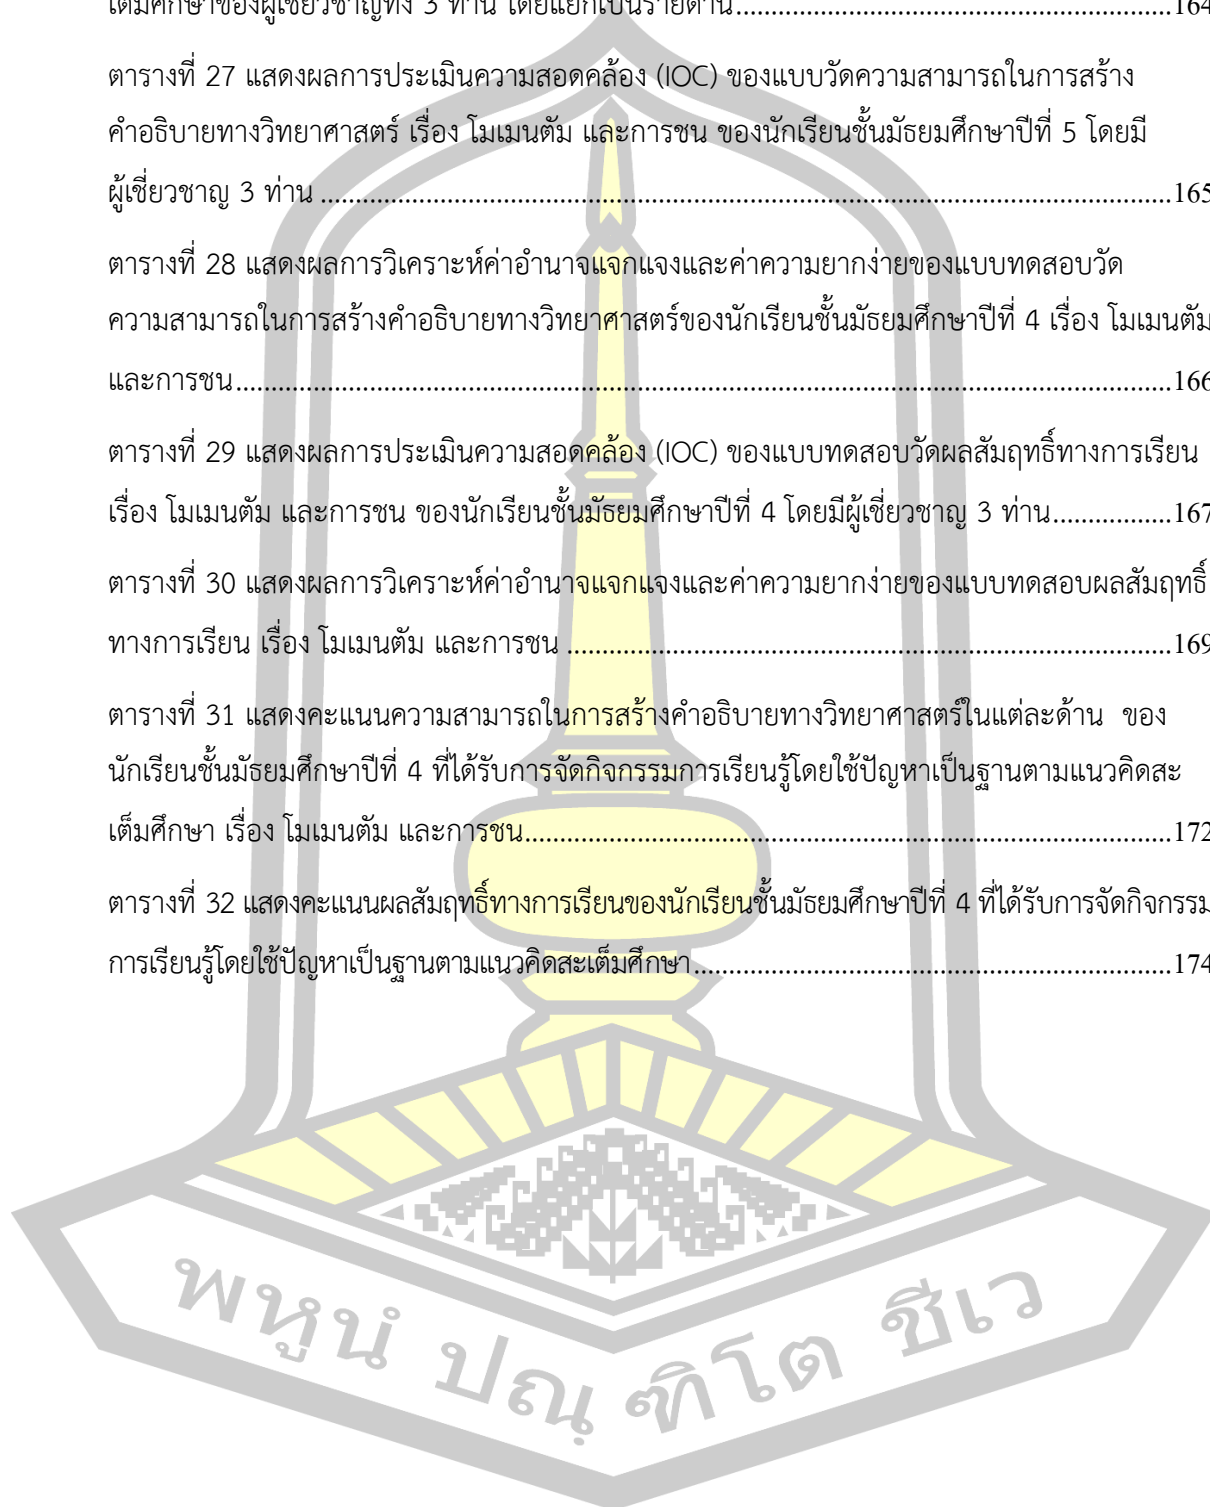 เต็มศึกษาของผู้เชี่ยวชาญทั้ง 3 ท่าน โดยแยกเป็นรายด้าน..........164
ตารางที่ 27 แสดงผลการประเมินความสอดคล้อง (IOC) ของแบบวัดความสามารถในการสร้าง
คำอธิบายทางวิทยาศาสตร์ เรื่อง โมเมนตัม และการชน ของนักเรียนชั้นมัธยมศึกษาปีที่ 5 โดยมี
ผู้เชี่ยวชาญ 3 ท่าน..........165
ตารางที่ 28 แสดงผลการวิเคราะห์ค่าอำนาจแจกแจงและค่าความยากง่ายของแบบทดสอบวัด
ความสามารถในการสร้างคำอธิบายทางวิทยาศาสตร์ของนักเรียนชั้นมัธยมศึกษาปีที่ 4 เรื่อง โมเมนตัม
และการชน..........166
ตารางที่ 29 แสดงผลการประเมินความสอดคล้อง (IOC) ของแบบทดสอบวัดผลสัมฤทธิ์ทางการเรียน
เรื่อง โมเมนตัม และการชน ของนักเรียนชั้นมัธยมศึกษาปีที่ 4 โดยมีผู้เชี่ยวชาญ 3 ท่าน..........167
ตารางที่ 30 แสดงผลการวิเคราะห์ค่าอำนาจแจกแจงและค่าความยากง่ายของแบบทดสอบผลสัมฤทธิ์
ทางการเรียน เรื่อง โมเมนตัม และการชน..........169
ตารางที่ 31 แสดงคะแนนความสามารถในการสร้างคำอธิบายทางวิทยาศาสตร์ในแต่ละด้าน ของ
นักเรียนชั้นมัธยมศึกษาปีที่ 4 ที่ได้รับการจัดกิจกรรมการเรียนรู้โดยใช้ปัญหาเป็นฐานตามแนวคิดสะ
เต็มศึกษา เรื่อง โมเมนตัม และการชน..........172
ตารางที่ 32 แสดงคะแนนผลสัมฤทธิ์ทางการเรียนของนักเรียนชั้นมัธยมศึกษาปีที่ 4 ที่ได้รับการจัดกิจกรรม
การเรียนรู้โดยใช้ปัญหาเป็นฐานตามแนวคิดสะเต็มศึกษา..........174
พหูนํ ปณฺฑิโต ชีเว